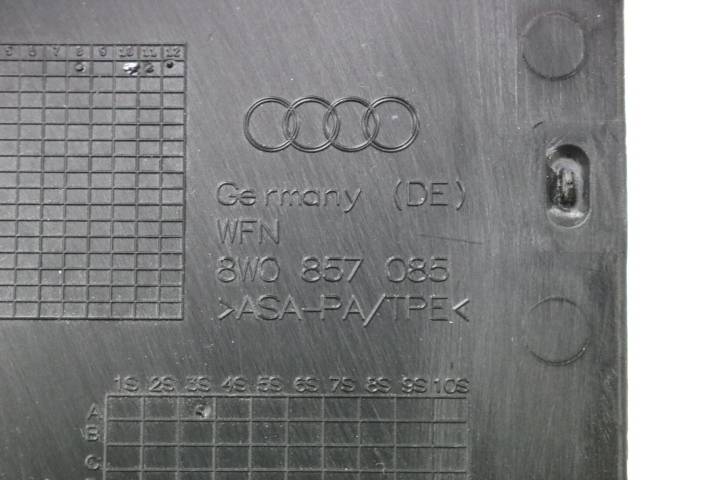 5 6 7 8 9 10 11 12
Germany (DE)
WFN
8W0 857 085
>ASA-PA/TPE<
1S 2S 3S 4S 5S 6S 7S 8S 9S 10S
A
B
C